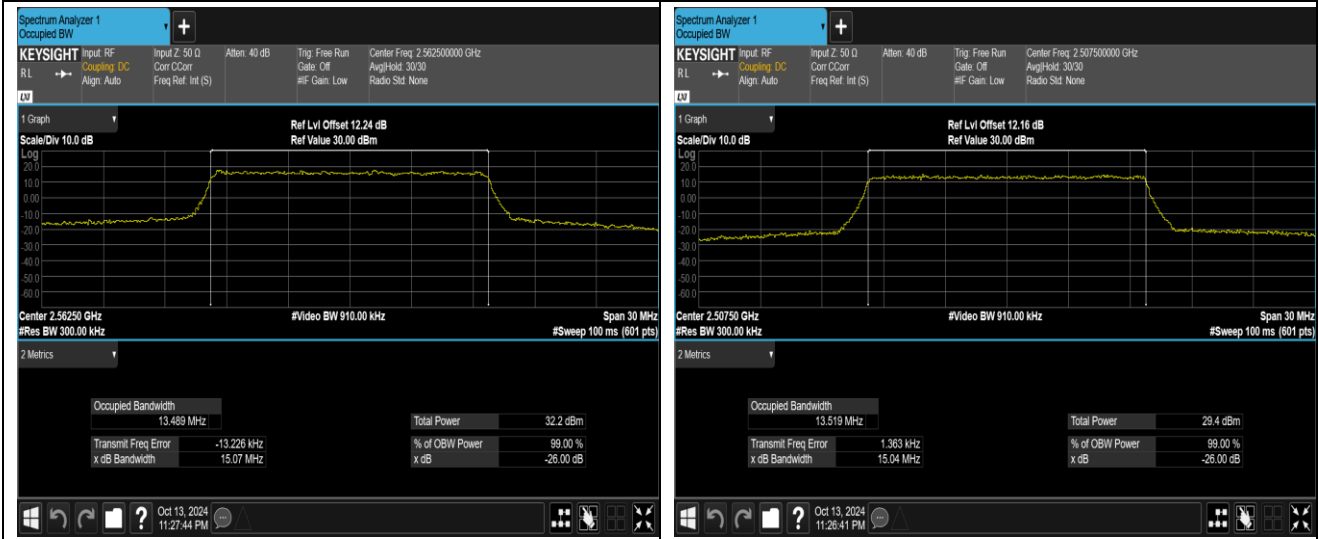 Spectrum Analyzer 1
Occupied BW
+
KEYSIGHT Input: RF Input Z: 50 Ω Atten: 40 dB Trig: Free Run Center Freq: 2.562500000 GHz
R L Coupling: DC Corr CCorr Gate: Off Avg|Hold: 30/30
Align: Auto Freq Ref: Int (S) #IF Gain: Low Radio Std: None
LXI
1 Graph
Ref Lvl Offset 12.24 dB
Scale/Div 10.0 dB Ref Value 30.00 dBm
Log
20.0
10.0
0.00
-10.0
-20.0
-30.0
-40.0
-50.0
-60.0
Center 2.56250 GHz #Video BW 910.00 kHz Span 30 MHz
#Res BW 300.00 kHz #Sweep 100 ms (601 pts)
2 Metrics
Occupied Bandwidth
13.489 MHz Total Power 32.2 dBm
Transmit Freq Error -13.226 kHz % of OBW Power 99.00 %
x dB Bandwidth 15.07 MHz x dB -26.00 dB
? Oct 13, 2024
11:27:44 PM
Spectrum Analyzer 1
Occupied BW
+
KEYSIGHT Input: RF Input Z: 50 Ω Atten: 40 dB Trig: Free Run Center Freq: 2.507500000 GHz
R L Coupling: DC Corr CCorr Gate: Off Avg|Hold: 30/30
Align: Auto Freq Ref: Int (S) #IF Gain: Low Radio Std: None
LXI
1 Graph
Ref Lvl Offset 12.16 dB
Scale/Div 10.0 dB Ref Value 30.00 dBm
Log
20.0
10.0
0.00
-10.0
-20.0
-30.0
-40.0
-50.0
-60.0
Center 2.50750 GHz #Video BW 910.00 kHz Span 30 MHz
#Res BW 300.00 kHz #Sweep 100 ms (601 pts)
2 Metrics
Occupied Bandwidth
13.519 MHz Total Power 29.4 dBm
Transmit Freq Error 1.363 kHz % of OBW Power 99.00 %
x dB Bandwidth 15.04 MHz x dB -26.00 dB
? Oct 13, 2024
11:26:41 PM